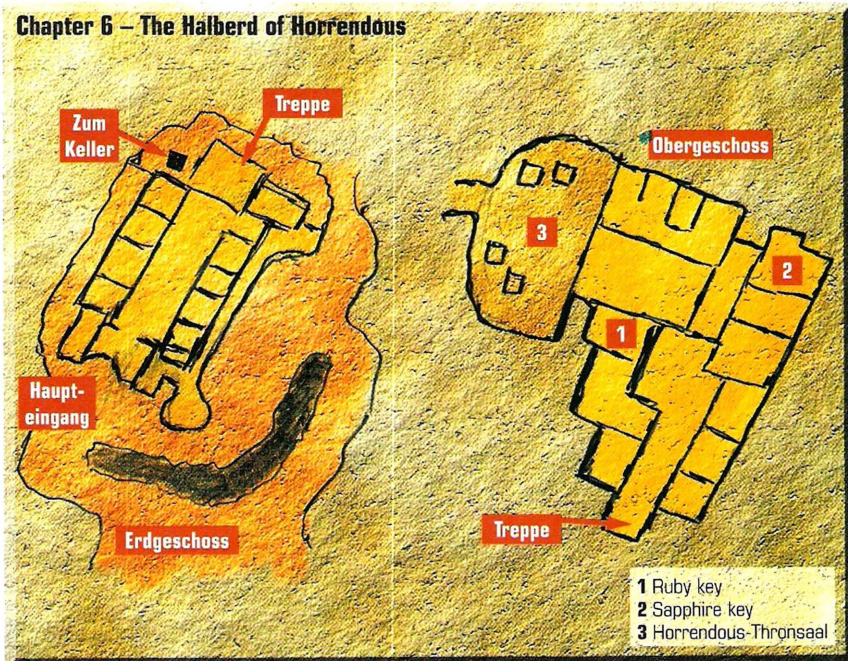 Chapter 6 – The Halberd of Horrendous
Treppe
Zum
Keller
Haupt-
eingang
Erdgeschoss
Obergeschoss
3
2
1
Treppe
1 Ruby key
2 Sapphire key
3 Horrendous-Thronsaal